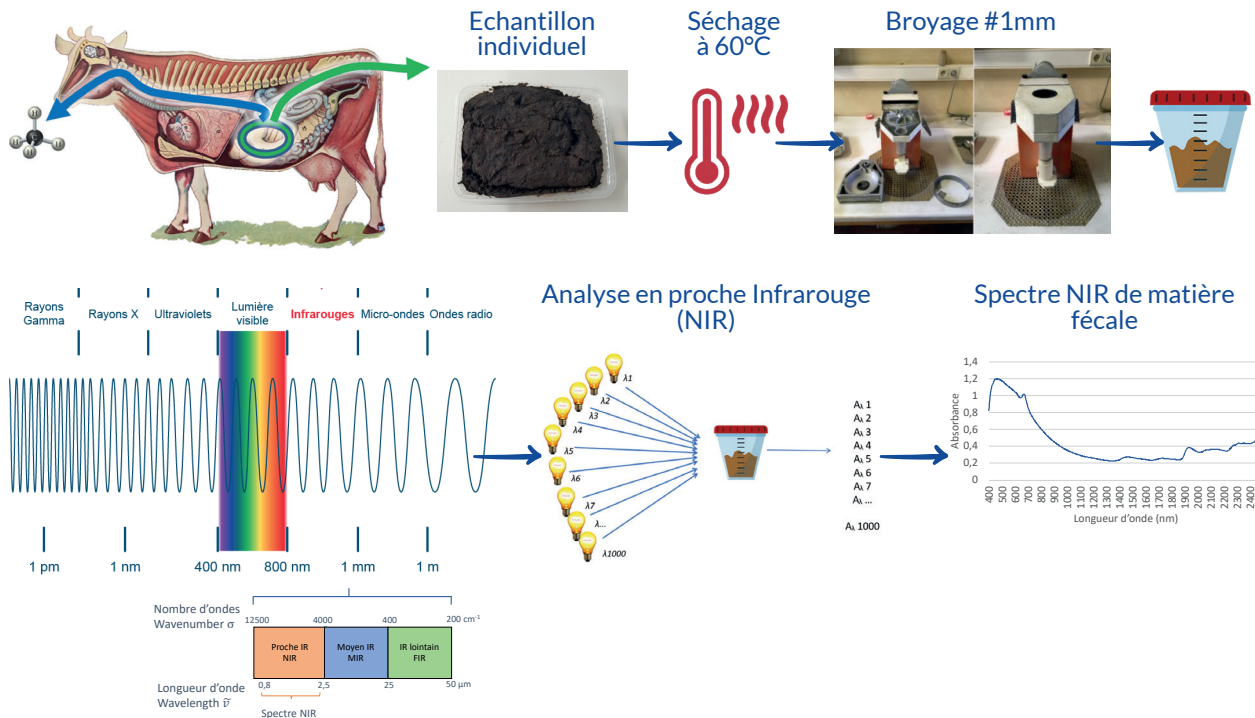 Echantillon
individuel
Séchage
à 60°C
Broyage #1mm
H
H
H
H
Rayons
Gamma
Rayons X
Ultraviolets
Lumière
visible
Infrarouges
Micro-ondes
Ondes radio
1 pm
1 nm
400 nm
800 nm
1 mm
1 m
Nombre d'ondes
Wavenumber σ
12500
4000
400
200 cm⁻¹
Proche IR
NIR
Moyen IR
MIR
IR lointain
FIR
Longueur d'onde
Wavelength ṽ
0,8
2,5
25
50 µm
Spectre NIR
Analyse en proche Infrarouge
(NIR)
λ1
λ2
λ3
λ4
λ5
λ6
λ7
λ...
λ1000
Aλ 1
Aλ 2
Aλ 3
Aλ 4
Aλ 5
Aλ 6
Aλ 7
Aλ ...
Aλ 1000
Spectre NIR de matière
fécale
Absorbance
1,4
1,2
1
0,8
0,6
0,4
0,2
0
400
500
600
700
800
900
1000
1100
1200
1300
1400
1500
1600
1700
1800
1900
2000
2100
2200
2300
2400
Longueur d'onde (nm)